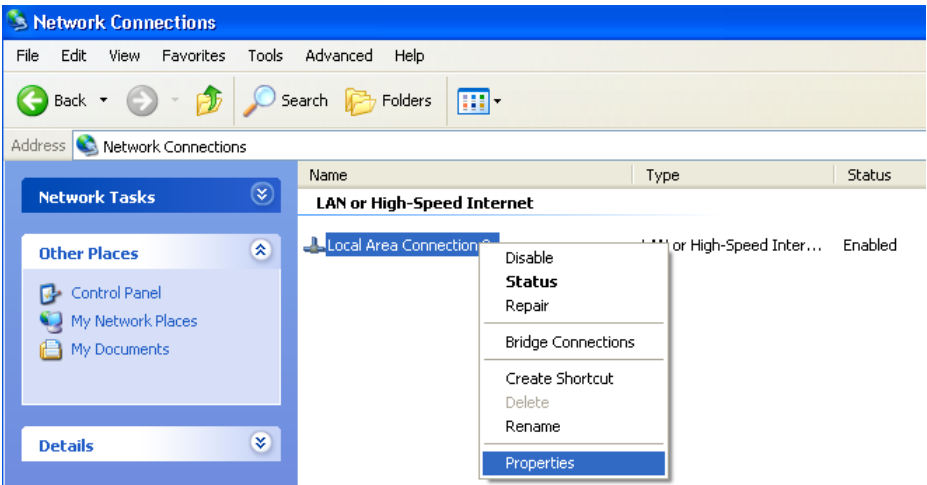 Network Connections
File Edit View Favorites Tools Advanced Help
Back Search Folders
Address Network Connections
Name Type Status
Network Tasks
LAN or High-Speed Internet
Local Area Connection
or High-Speed Inter... Enabled
Other Places
Control Panel
My Network Places
My Documents
Details
Disable
Status
Repair
Bridge Connections
Create Shortcut
Delete
Rename
Properties